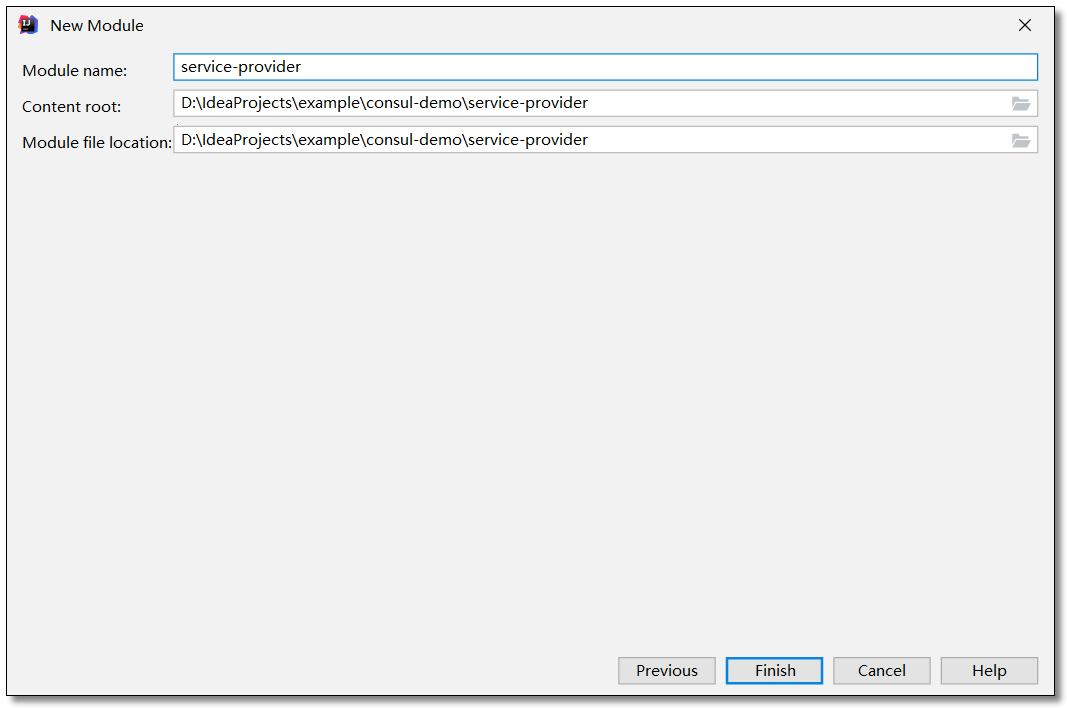 New Module
Module name: service-provider
Content root: D:\IdeaProjects\example\consul-demo\service-provider
Module file location: D:\IdeaProjects\example\consul-demo\service-provider
Previous Finish Cancel Help